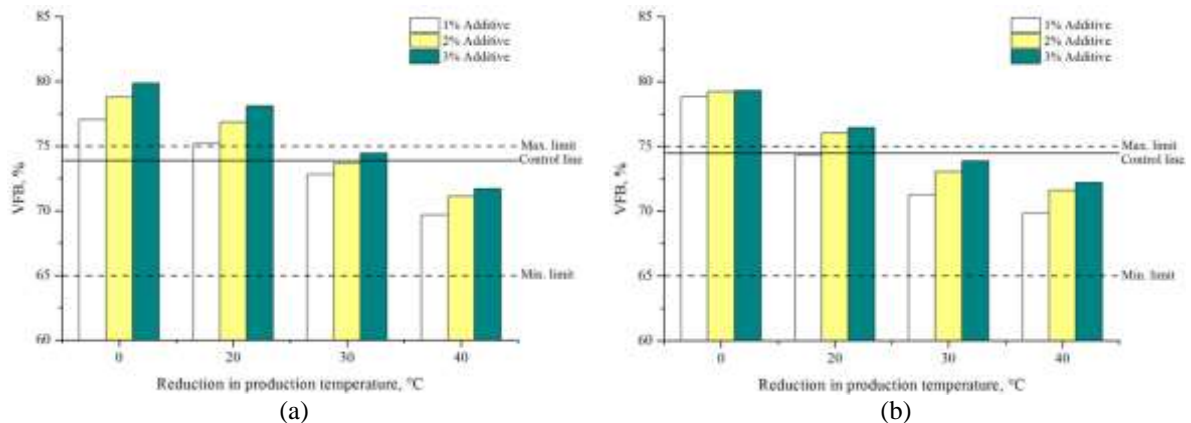 85
80
75
70
65
60
VFB, %
1% Additive
2% Additive
3% Additive
Max. limit
Control line
Min. limit
0 20 30 40
Reduction in production temperature, °C
(a)
85
80
75
70
65
60
VFB, %
1% Additive
2% Additive
3% Additive
Max. limit
Control line
Min. limit
0 20 30 40
Reduction in production temperature, °C
(b)